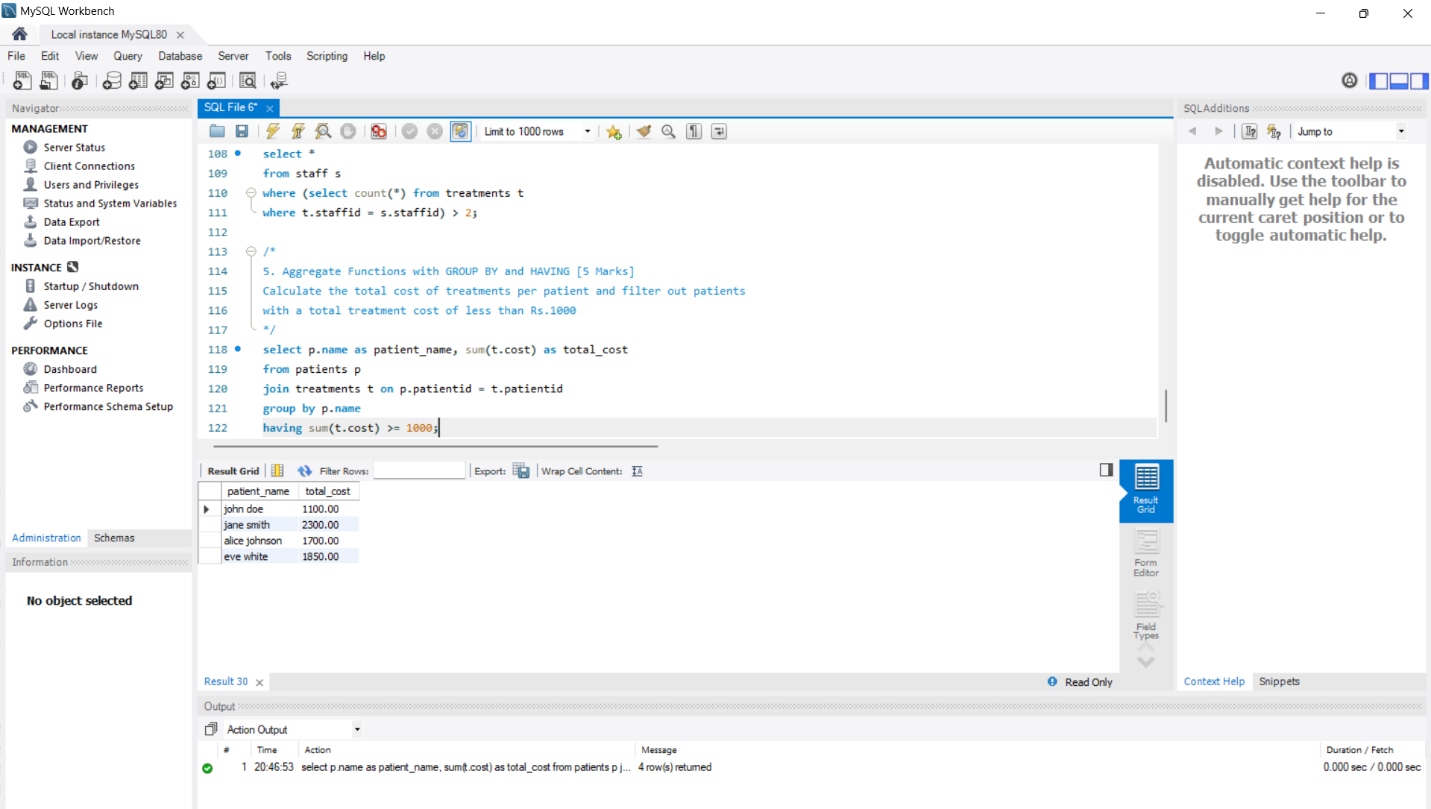 MySQL Workbench
Local instance MySQL80
File Edit View Query Database Server Tools Scripting Help
Navigator
MANAGEMENT
Server Status
Client Connections
Users and Privileges
Status and System Variables
Data Export
Data Import/Restore
INSTANCE
Startup / Shutdown
Server Logs
Options File
PERFORMANCE
Dashboard
Performance Reports
Performance Schema Setup
Administration Schemas
Information
No object selected
SQL File 6*
Limit to 1000 rows
108 select *
109 from staff s
110 where (select count(*) from treatments t
111 where t.staffid = s.staffid) > 2;
112
113 /*
114 5. Aggregate Functions with GROUP BY and HAVING [5 Marks]
115 Calculate the total cost of treatments per patient and filter out patients
116 with a total treatment cost of less than Rs.1000
117 */
118 select p.name as patient_name, sum(t.cost) as total_cost
119 from patients p
120 join treatments t on p.patientid = t.patientid
121 group by p.name
122 having sum(t.cost) >= 1000;
Result Grid Filter Rows: Export: Wrap Cell Content:
patient_name total_cost
john doe 1100.00
jane smith 2300.00
alice johnson 1700.00
eve white 1850.00
Result
Grid
Form
Editor
Field
Types
Result 30 Read Only
SQLAdditions
Jump to
Automatic context help is
disabled. Use the toolbar to
manually get help for the
current caret position or to
toggle automatic help.
Context Help Snippets
Output
Action Output
# Time Action Message Duration / Fetch
1 20:46:53 select p.name as patient_name, sum(t.cost) as total_cost from patients p j... 4 row(s) returned 0.000 sec / 0.000 sec